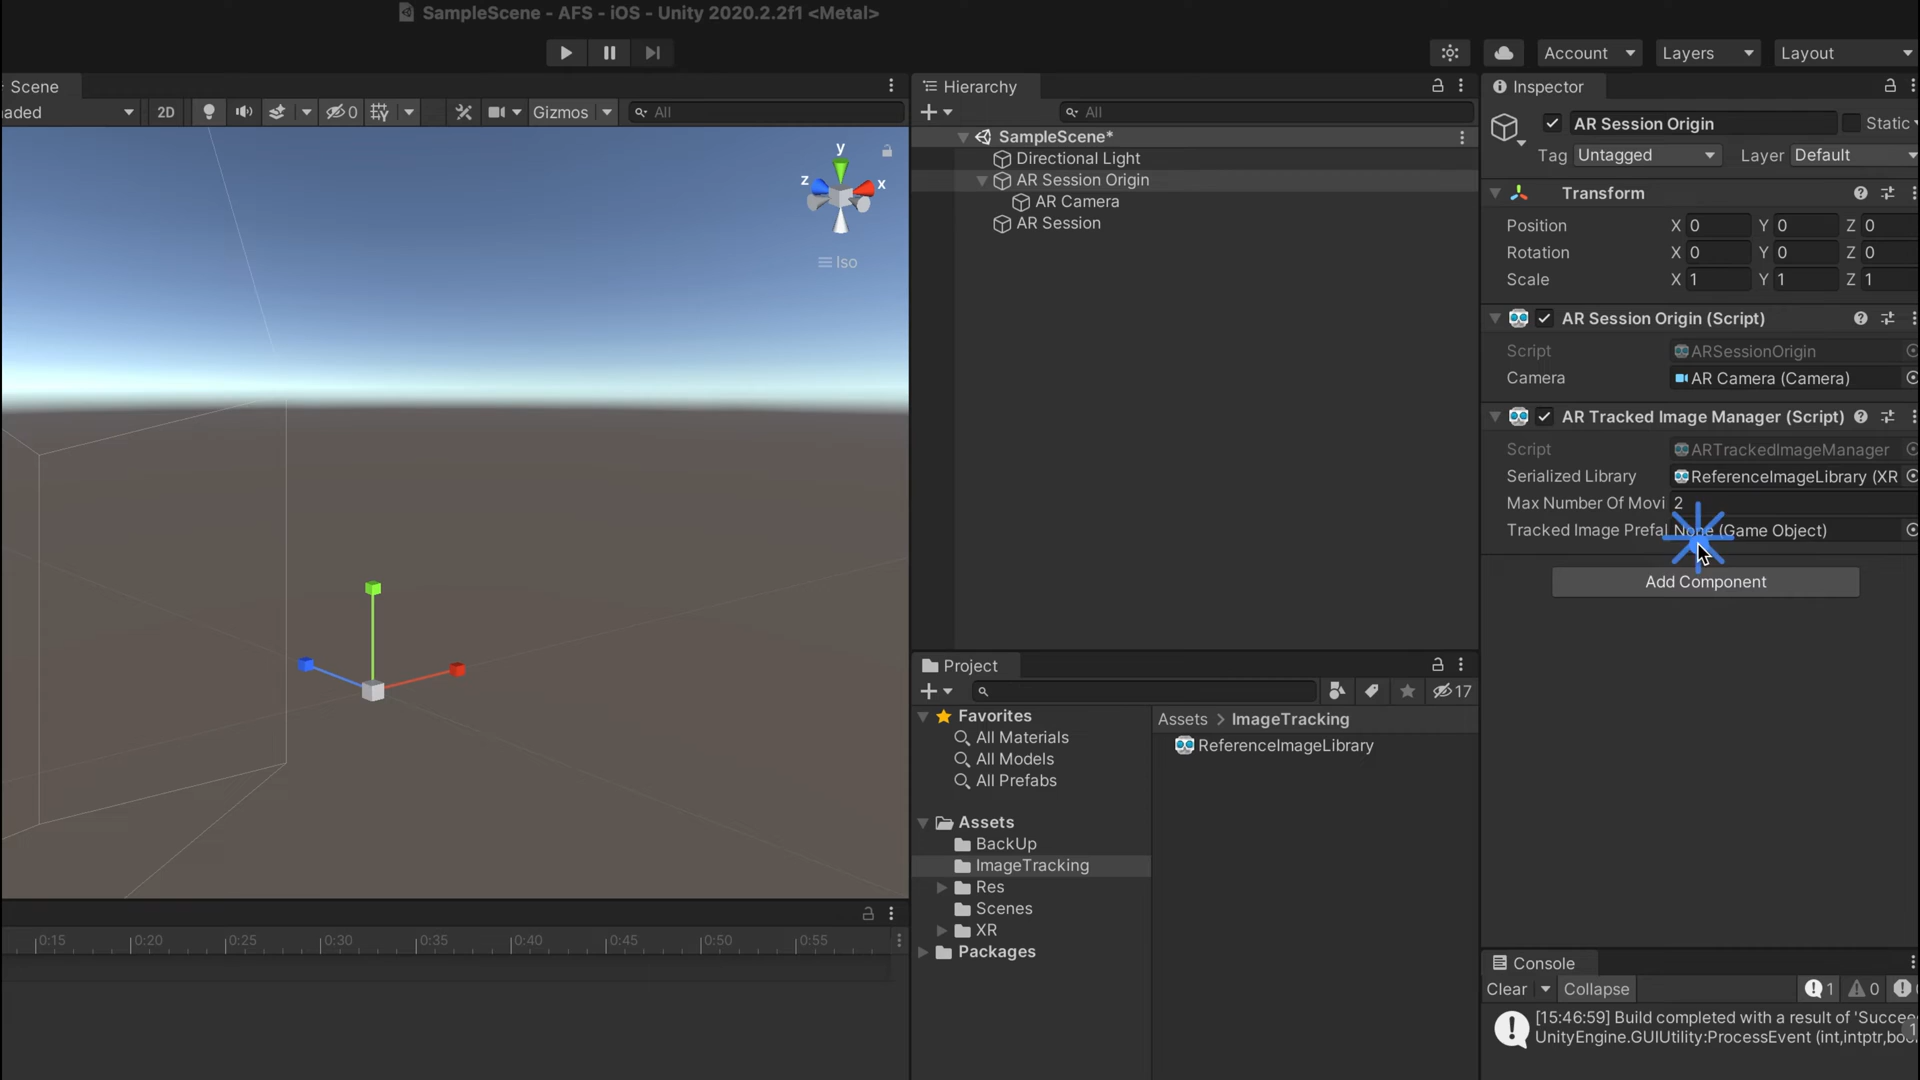 SampleScene - AFS - iOS - Unity 2020.2.2f1 <Metal>
Account
Layers
Layout
Scene
aded
2D
0
Gizmos
All
y
z
x
Iso
0:15
0:20
0:25
0:30
0:35
0:40
0:45
0:50
0:55
Hierarchy
All
SampleScene*
Directional Light
AR Session Origin
AR Camera
AR Session
Project
17
Favorites
All Materials
All Models
All Prefabs
Assets
BackUp
ImageTracking
Res
Scenes
XR
Packages
Assets > ImageTracking
ReferenceImageLibrary
Inspector
AR Session Origin
Static
Tag Untagged Layer Default
Transform
Position X 0 Y 0 Z 0
Rotation X 0 Y 0 Z 0
Scale X 1 Y 1 Z 1
AR Session Origin (Script)
Script ARSessionOrigin
Camera AR Camera (Camera)
AR Tracked Image Manager (Script)
Script ARTrackedImageManager
Serialized Library ReferenceImageLibrary (XR
Max Number Of Movi 2
Tracked Image Prefal None (Game Object)
Add Component
Console
Clear Collapse 1 0
[15:46:59] Build completed with a result of 'Succee
UnityEngine.GUIUtility:ProcessEvent (int,intptr,boo
1